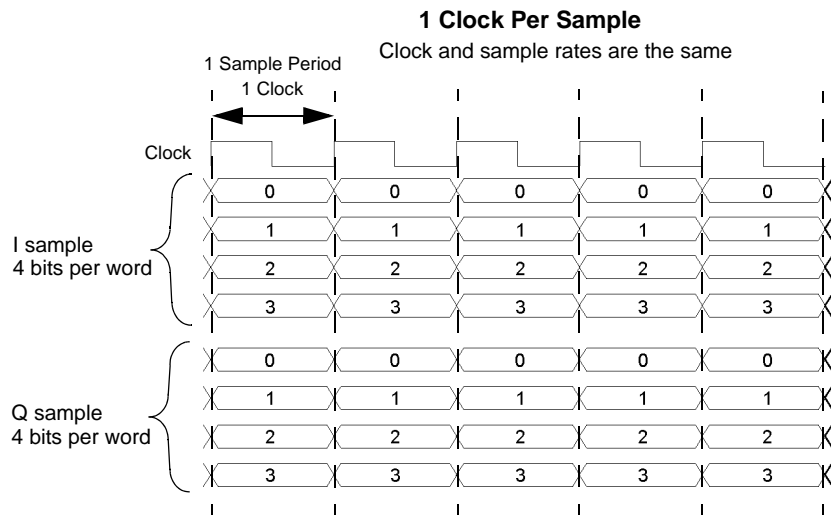 1 Clock Per Sample
Clock and sample rates are the same
1 Sample Period
1 Clock
Clock
0 0 0 0 0
1 1 1 1 1
I sample
4 bits per word
2 2 2 2 2
3 3 3 3 3
0 0 0 0 0
1 1 1 1 1
Q sample
4 bits per word
2 2 2 2 2
3 3 3 3 3